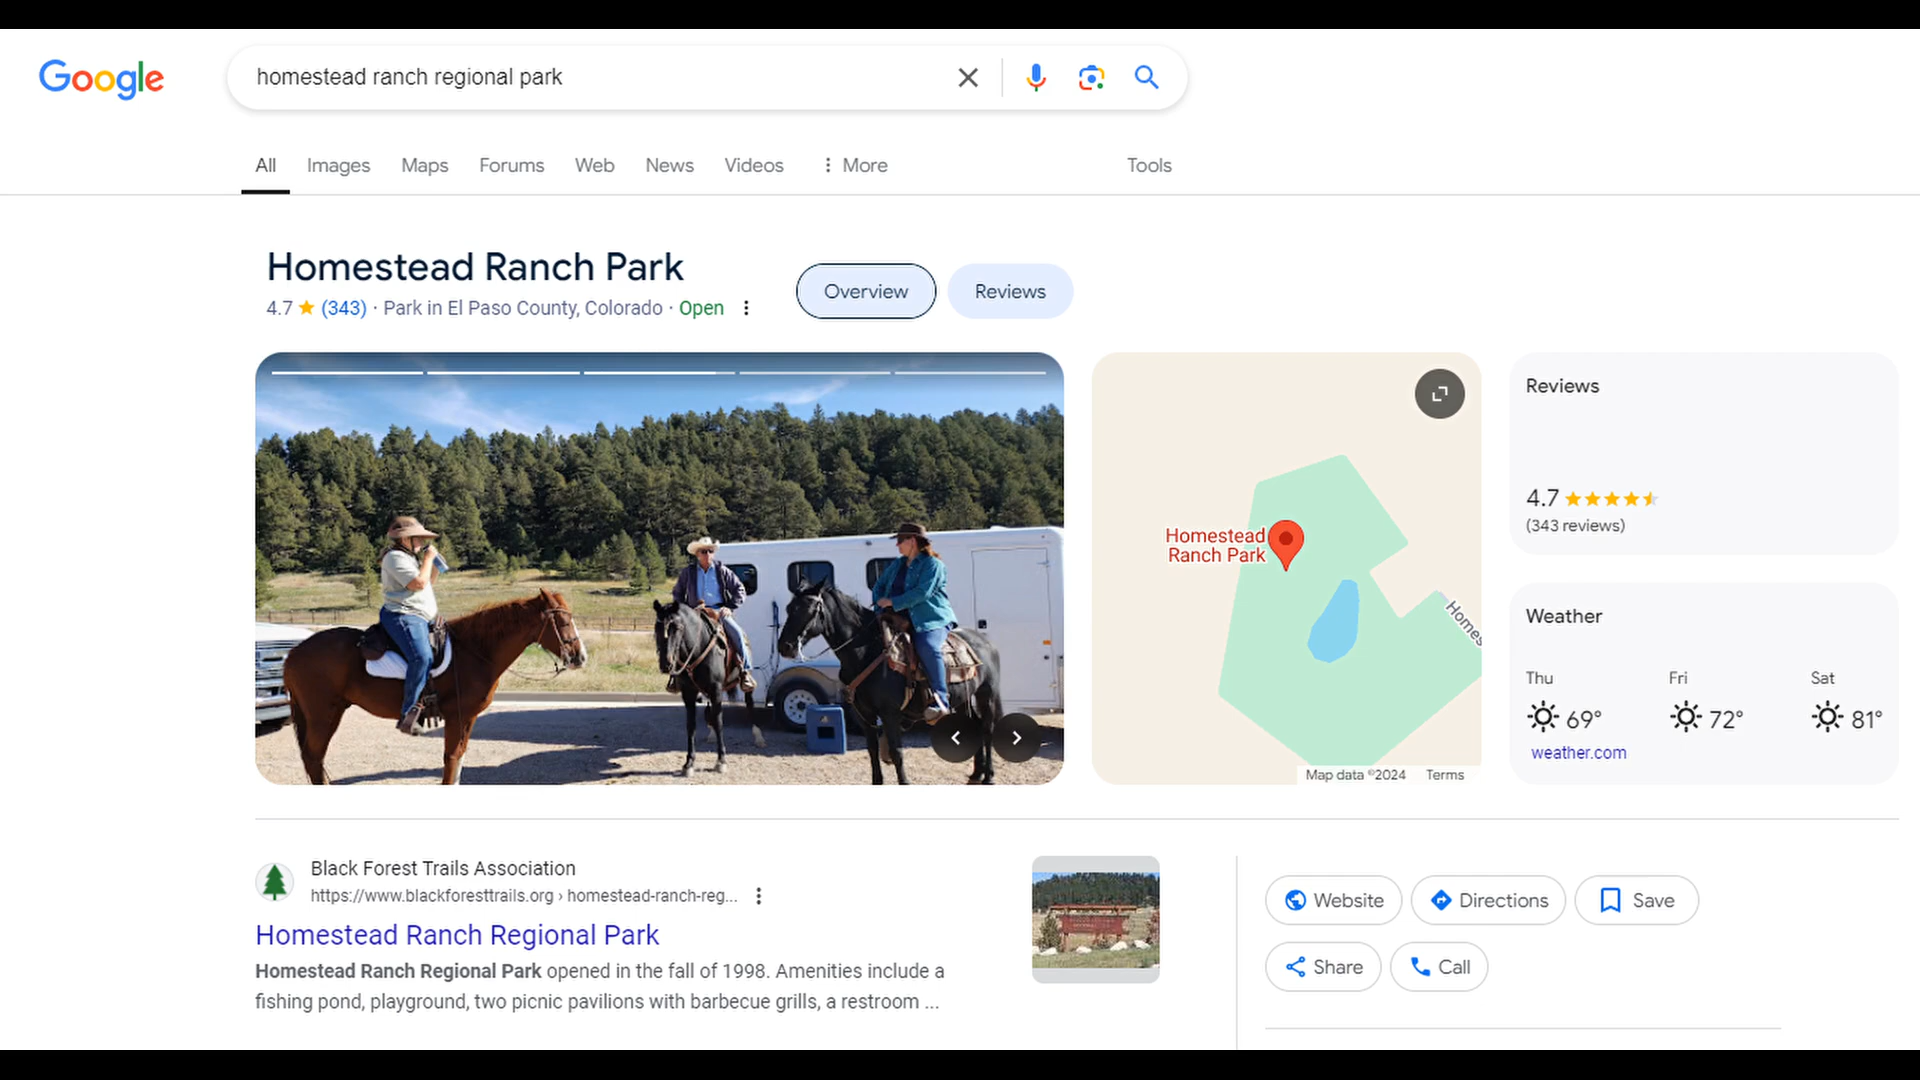 Google
homestead ranch regional park
All Images Maps Forums Web News Videos More Tools
Homestead Ranch Park
4.7 (343) · Park in El Paso County, Colorado · Open
Overview
Reviews
Homestead
Ranch Park
Homes
Map data ©2024 Terms
Reviews
4.7
(343 reviews)
Weather
Thu Fri Sat
69° 72° 81°
weather.com
Black Forest Trails Association
https://www.blackforesttrails.org › homestead-ranch-reg...
Homestead Ranch Regional Park
Homestead Ranch Regional Park opened in the fall of 1998. Amenities include a
fishing pond, playground, two picnic pavilions with barbecue grills, a restroom ...
Website Directions Save
Share Call